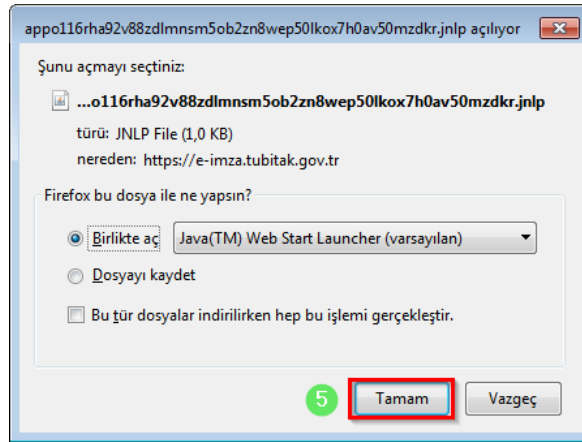 appo116rha92v88zdlmnsm5ob2zn8wep50lkox7h0av50mzdkr.jnlp açılıyor
Şunu açmayı seçtiniz:
...o116rha92v88zdlmnsm5ob2zn8wep50lkox7h0av50mzdkr.jnlp
türü: JNLP File (1,0 KB)
nereden: https://e-imza.tubitak.gov.tr
Firefox bu dosya ile ne yapsın?
Birlikte aç Java(TM) Web Start Launcher (varsayılan)
Dosyayı kaydet
Bu tür dosyalar indirilirken hep bu işlemi gerçekleştir.
5 Tamam Vazgeç